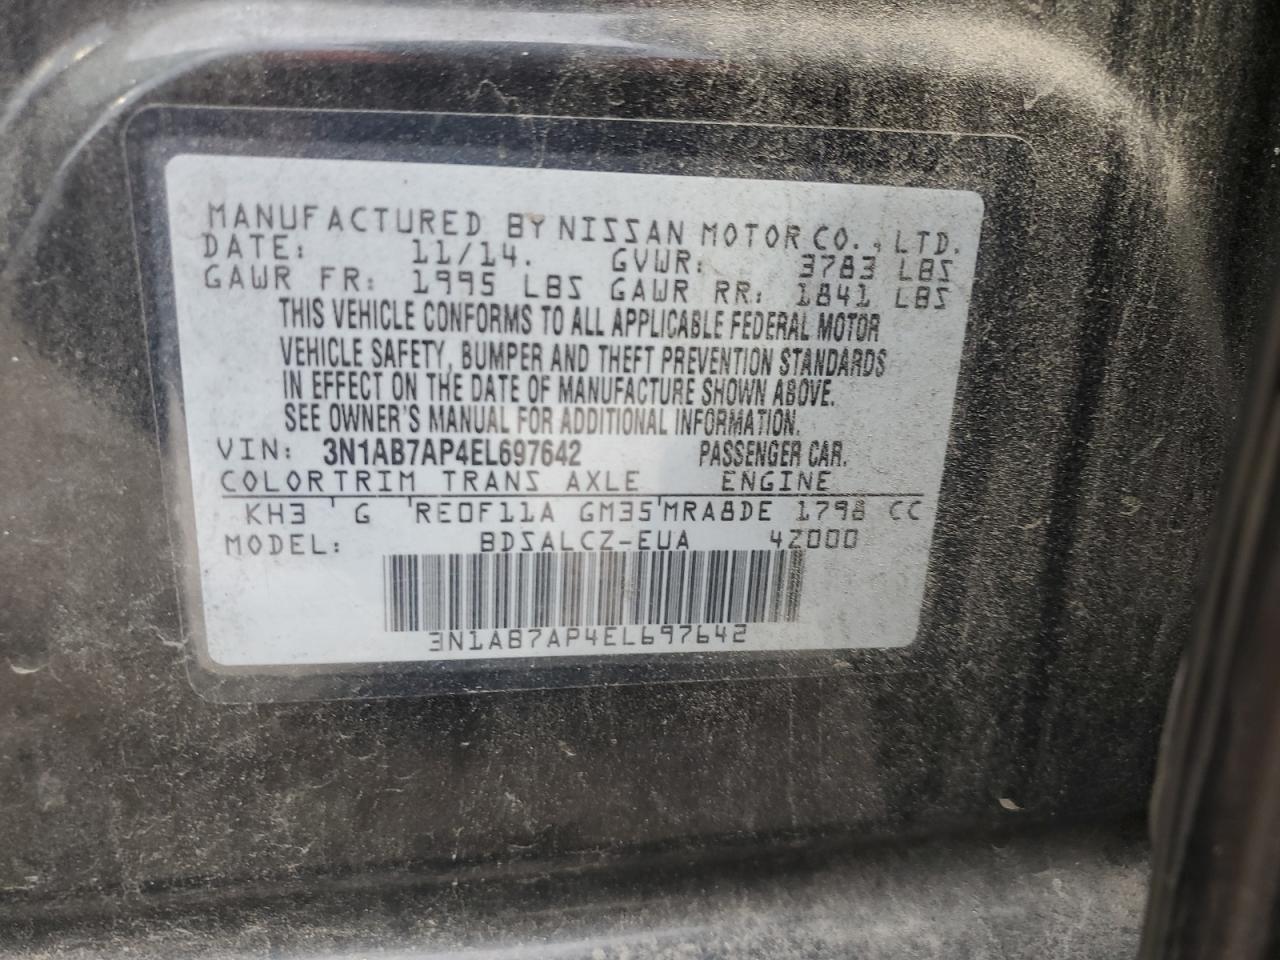 MANUFACTURED BY NISSAN MOTOR CO., LTD.
DATE: 11/14. GVWR: 3783 LBS
GAWR FR: 1995 LBS GAWR RR: 1841 LBS
THIS VEHICLE CONFORMS TO ALL APPLICABLE FEDERAL MOTOR
VEHICLE SAFETY, BUMPER AND THEFT PREVENTION STANDARDS
IN EFFECT ON THE DATE OF MANUFACTURE SHOWN ABOVE.
SEE OWNER'S MANUAL FOR ADDITIONAL INFORMATION.
VIN: 3N1AB7AP4EL697642 PASSENGER CAR.
COLOR TRIM TRANS AXLE ENGINE
KH3 G RE0F11A GM35 MRA8DE 1798 CC
MODEL: BDSALCZ-EUA 4Z000
3N1AB7AP4EL697642